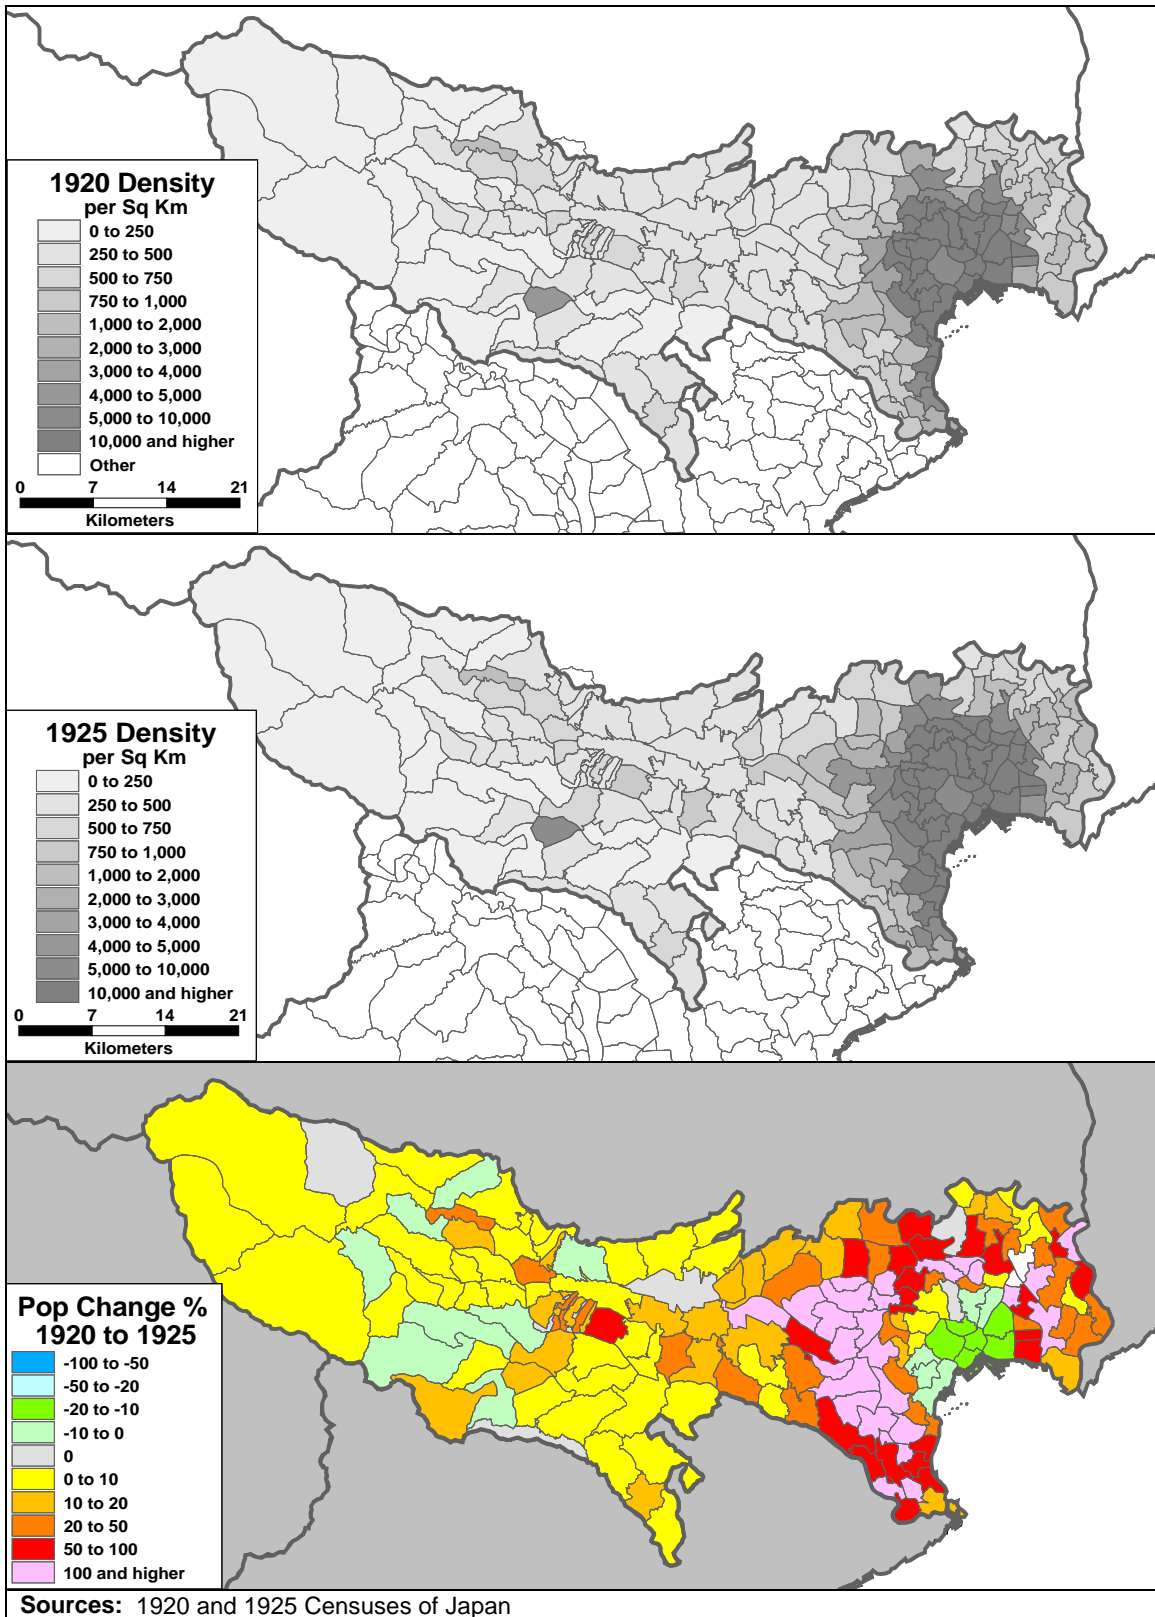 1920 Density
per Sq Km
0 to 250
250 to 500
500 to 750
750 to 1,000
1,000 to 2,000
2,000 to 3,000
3,000 to 4,000
4,000 to 5,000
5,000 to 10,000
10,000 and higher
Other
0 7 14 21
Kilometers
1925 Density
per Sq Km
0 to 250
250 to 500
500 to 750
750 to 1,000
1,000 to 2,000
2,000 to 3,000
3,000 to 4,000
4,000 to 5,000
5,000 to 10,000
10,000 and higher
0 7 14 21
Kilometers
Pop Change %
1920 to 1925
-100 to -50
-50 to -20
-20 to -10
-10 to 0
0
0 to 10
10 to 20
20 to 50
50 to 100
100 and higher
Sources: 1920 and 1925 Censuses of Japan